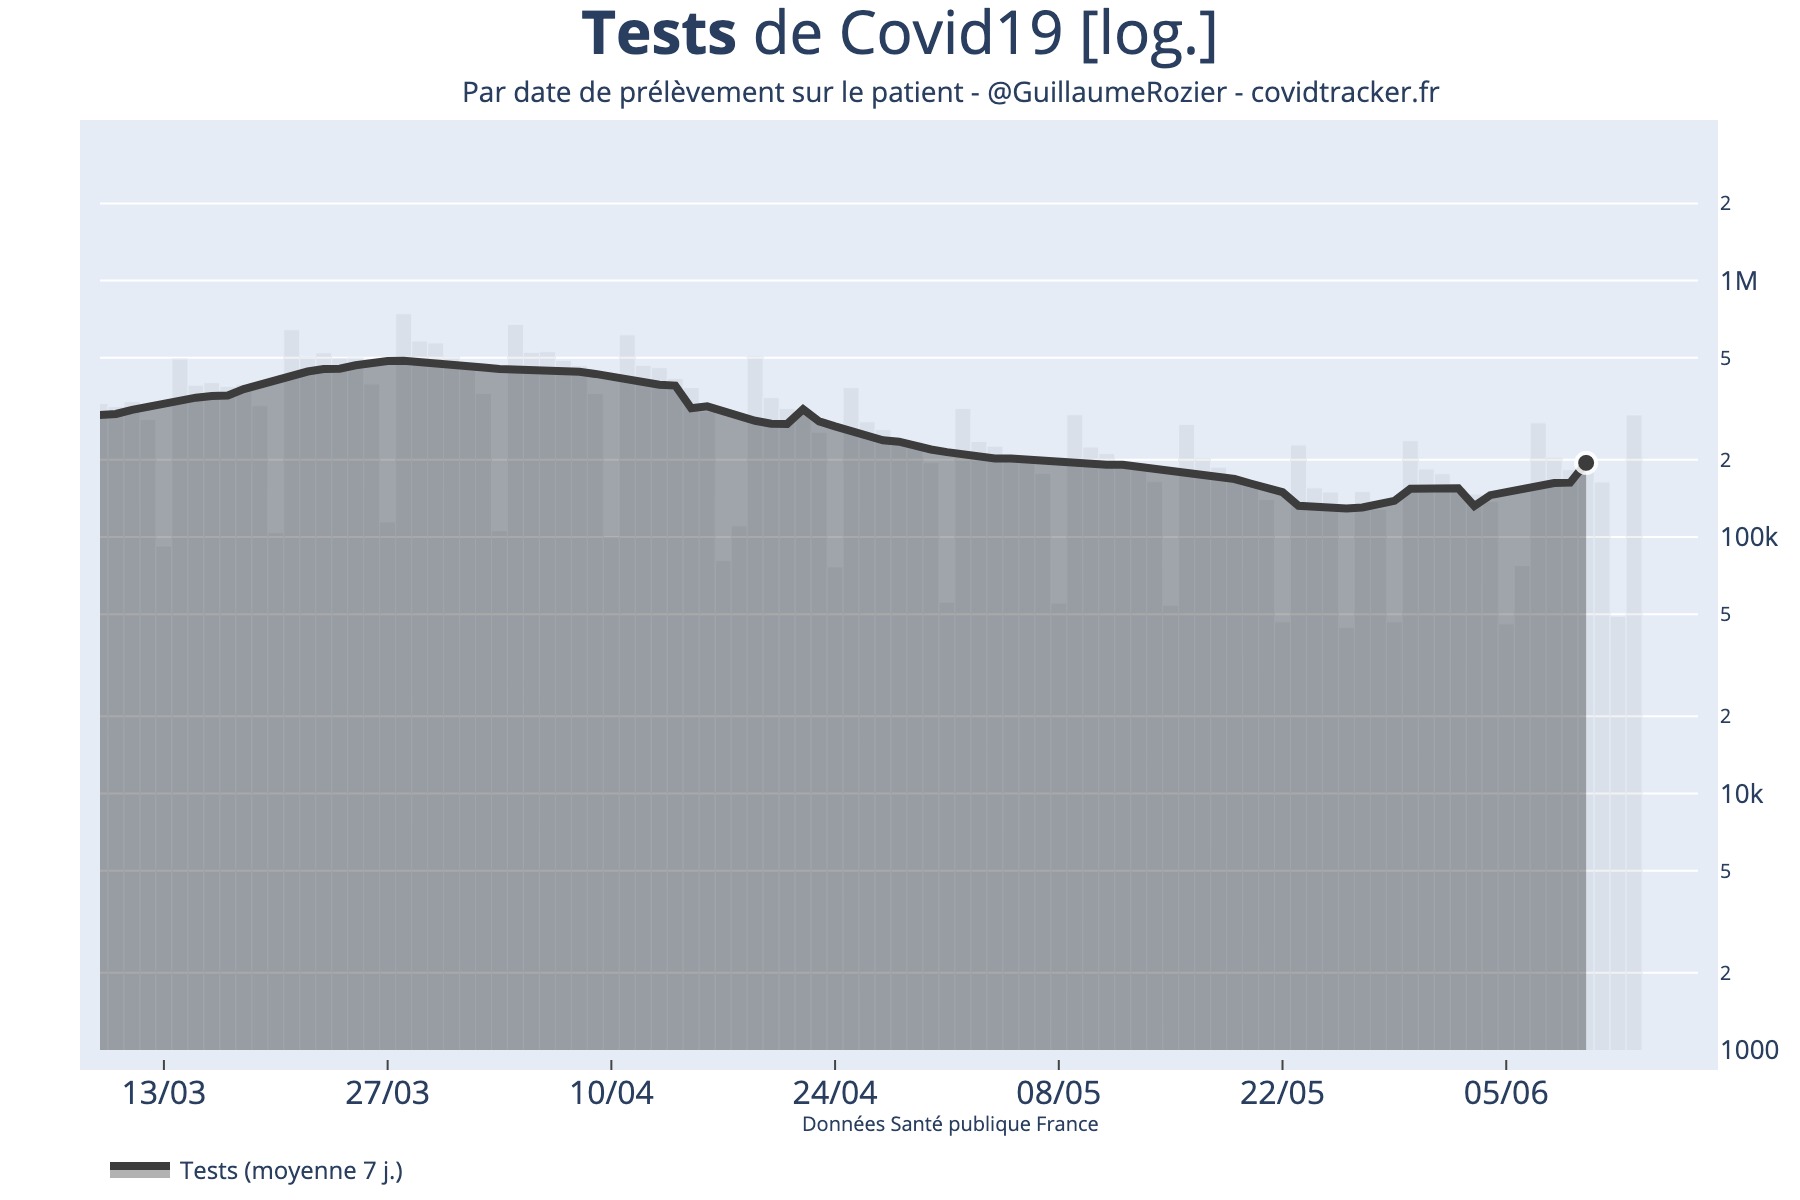 Tests de Covid19 [log.]
Par date de prélèvement sur le patient - @GuillaumeRozier - covidtracker.fr
2
1M
5
2
100k
5
2
10k
5
2
1000
13/03 27/03 10/04 24/04 08/05 22/05 05/06
Données Santé publique France
Tests (moyenne 7 j.)